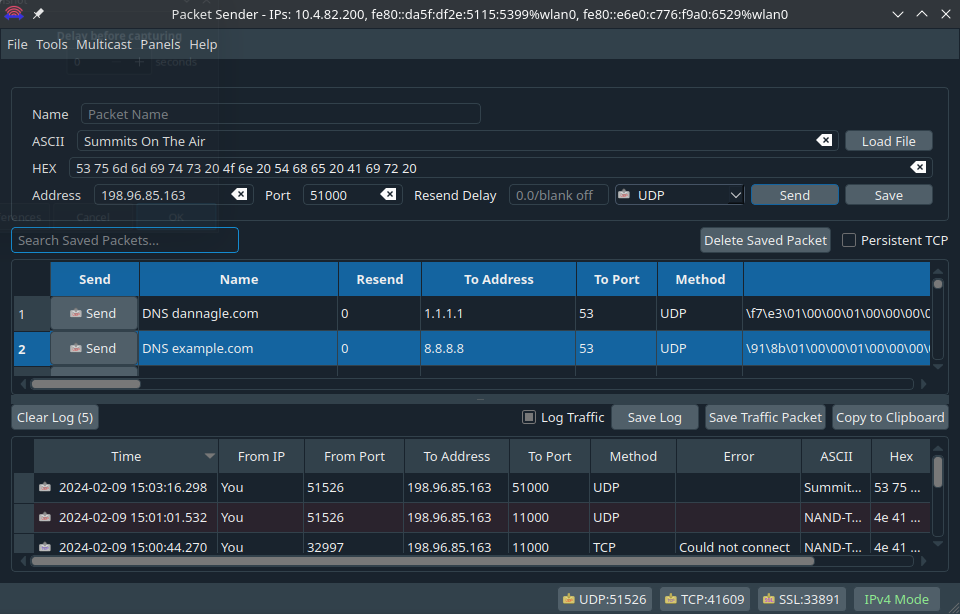 Packet Sender - IPs: 10.4.82.200, fe80::da5f:df2e:5115:5399%wlan0, fe80::e6e0:c776:f9a0:6529%wlan0
File Tools Multicast Panels Help
Delay before capturing
0 - + seconds
Name Packet Name
ASCII Summits On The Air Load File
HEX 53 75 6d 6d 69 74 73 20 4f 6e 20 54 68 65 20 41 69 72 20
Address 198.96.85.163 Port 51000 Resend Delay 0.0/blank off UDP Send Save
Cancel OK
Search Saved Packets... Delete Saved Packet Persistent TCP
Send Name Resend To Address To Port Method
1 Send DNS dannagle.com 0 1.1.1.1 53 UDP \f7\e3\01\00\00\01\00\00\00\0
2 Send DNS example.com 0 8.8.8.8 53 UDP \91\8b\01\00\00\01\00\00\00\
Clear Log (5) Log Traffic Save Log Save Traffic Packet Copy to Clipboard
Time From IP From Port To Address To Port Method Error ASCII Hex
2024-02-09 15:03:16.298 You 51526 198.96.85.163 51000 UDP Summit... 53 75 ...
2024-02-09 15:01:01.532 You 51526 198.96.85.163 11000 UDP NAND-T... 4e 41 ...
2024-02-09 15:00:44.270 You 32997 198.96.85.163 11000 TCP Could not connect NAND-T... 4e 41 ...
UDP:51526 TCP:41609 SSL:33891 IPv4 Mode